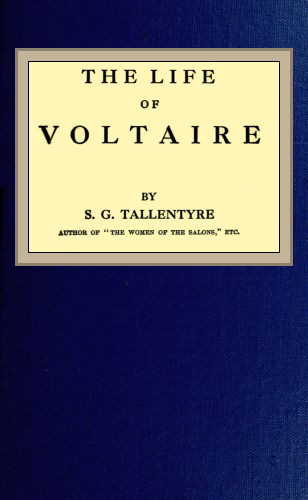 THE LIFE
OF
VOLTAIRE
BY
S. G. TALLENTYRE
AUTHOR OF "THE WOMEN OF THE SALONS," ETC.